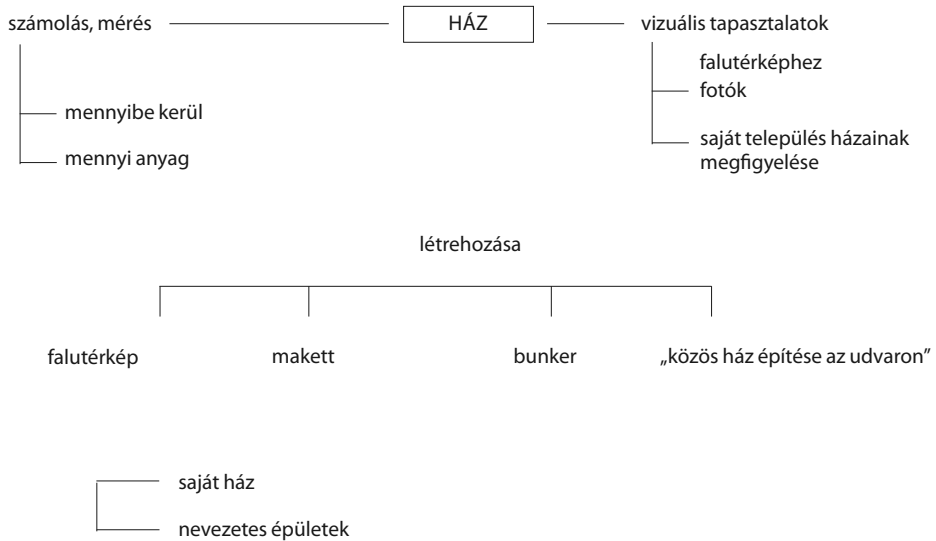 számolás, mérés
HÁZ
vizuális tapasztalatok
falutérképhez
fotók
mennyibe kerül
mennyi anyag
saját település házainak
megfigyelése
létrehozása
falutérkép
makett
bunker
„közös ház építése az udvaron”
saját ház
nevezetes épületek